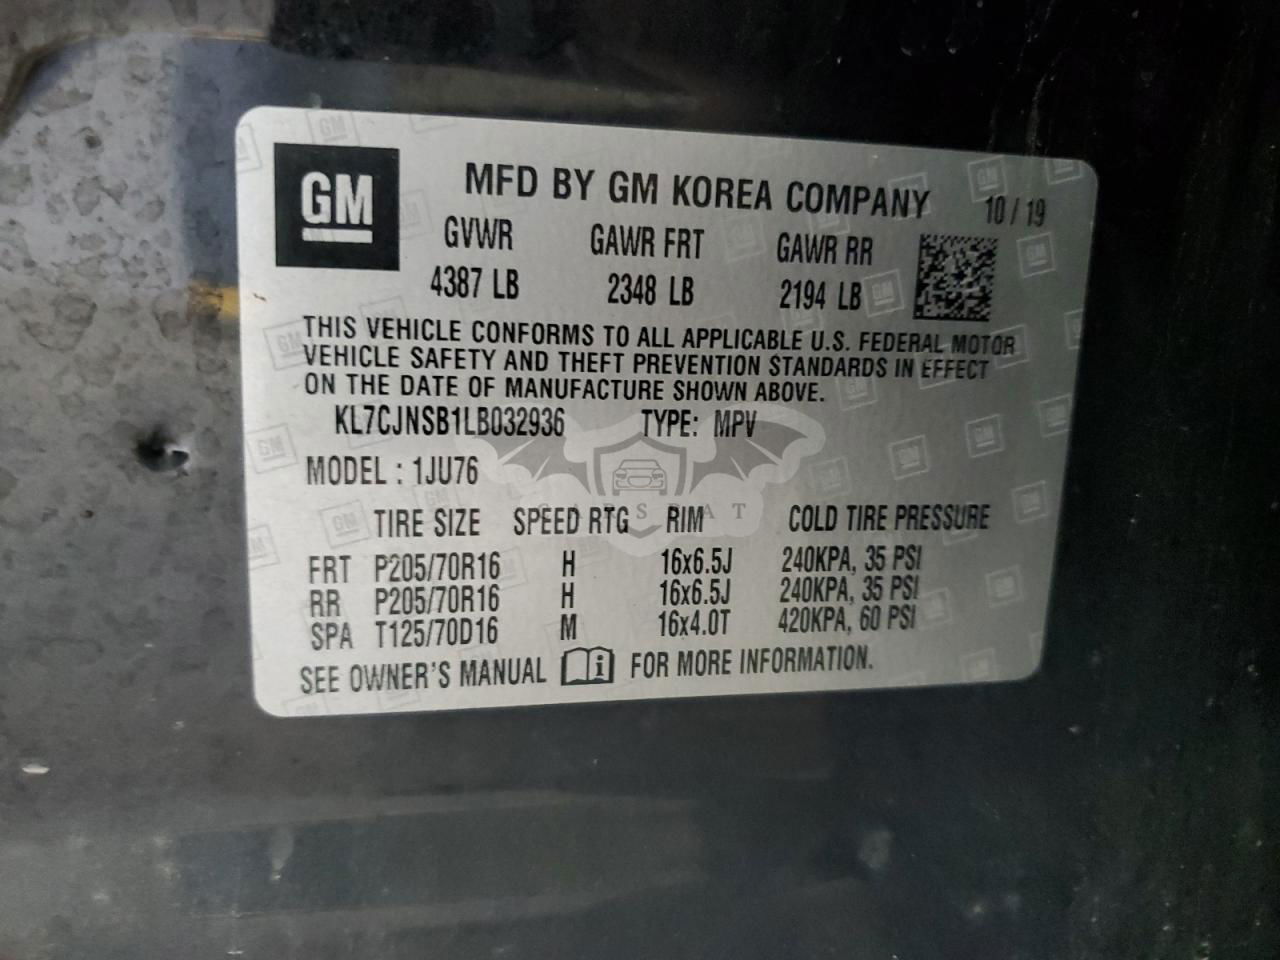 GM
MFD BY GM KOREA COMPANY 10 / 19
GVWR GAWR FRT GAWR RR
4387 LB 2348 LB 2194 LB
THIS VEHICLE CONFORMS TO ALL APPLICABLE U.S. FEDERAL MOTOR
VEHICLE SAFETY AND THEFT PREVENTION STANDARDS IN EFFECT
ON THE DATE OF MANUFACTURE SHOWN ABOVE.
KL7CJNSB1LB032936 TYPE: MPV
MODEL : 1JU76
TIRE SIZE SPEED RTG RIM COLD TIRE PRESSURE
FRT P205/70R16 H 16x6.5J 240KPA, 35 PSI
RR P205/70R16 H 16x6.5J 240KPA, 35 PSI
SPA T125/70D16 M 16x4.0T 420KPA, 60 PSI
SEE OWNER'S MANUAL i FOR MORE INFORMATION.